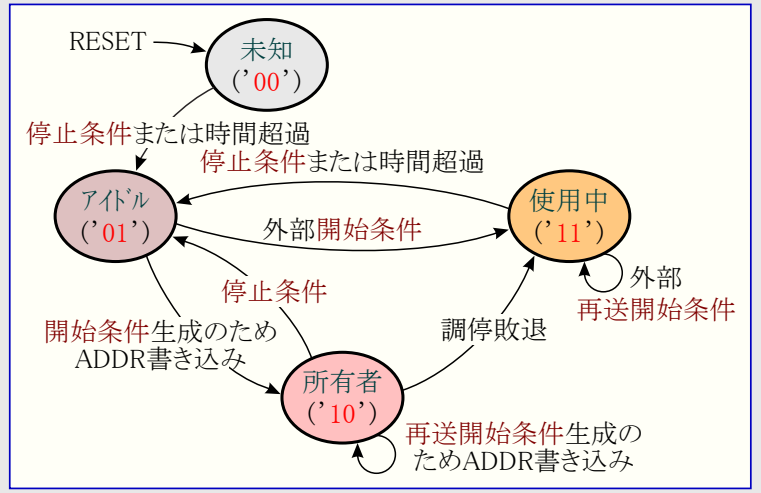 RESET
未知
('00')
停止条件または時間超過
停止条件または時間超過
アイドル
('01')
使用中
('11')
外部開始条件
外部
再送開始条件
停止条件
開始条件生成のため
ADDR書き込み
調停敗退
所有者
('10')
再送開始条件生成の
ためADDR書き込み